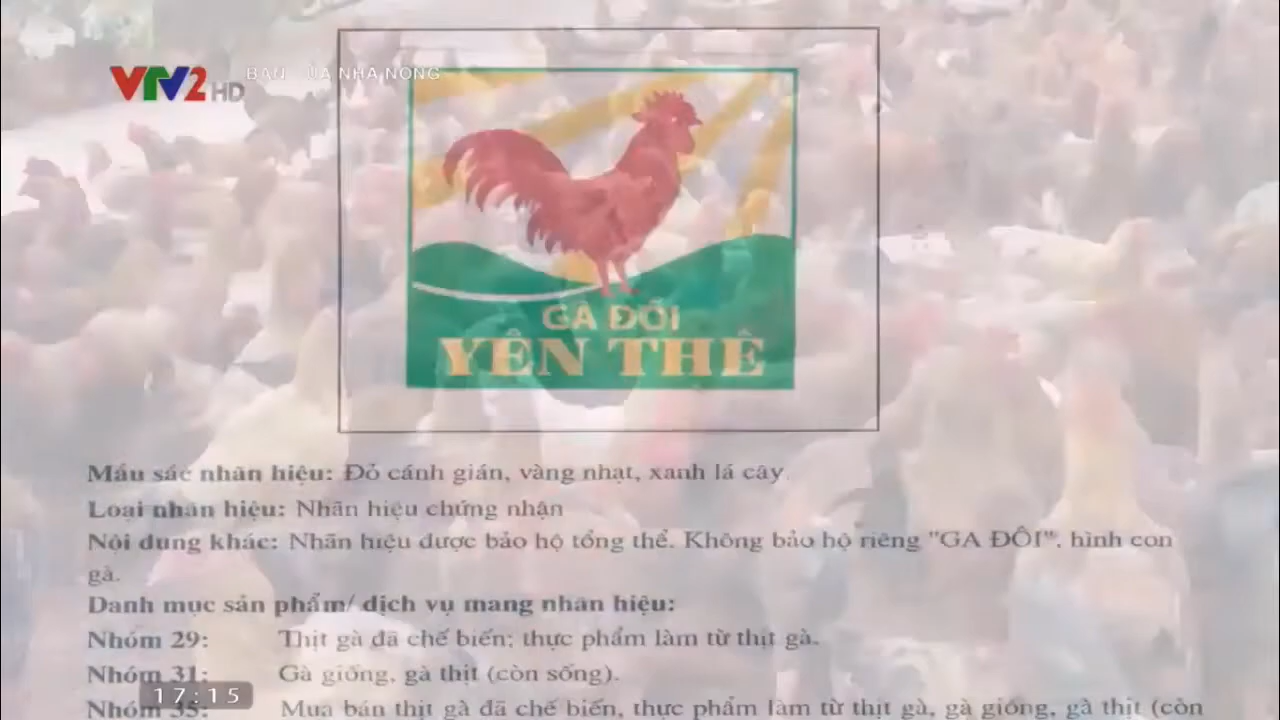 VTV2 HD
NHÀ NÔNG
GÀ ĐỒI
YÊN THẾ
Mầu sắc nhãn hiệu: Đỏ cánh gián, vàng nhạt, xanh lá cây.
Loại nhãn hiệu: Nhãn hiệu chứng nhận
Nội dung khác: Nhãn hiệu được bảo hộ tổng thể. Không bảo hộ riêng "GÀ ĐỒI", hình con
gà.
Danh mục sản phẩm/ dịch vụ mang nhãn hiệu:
Nhóm 29: Thịt gà đã chế biến; thực phẩm làm từ thịt gà.
Nhóm 31: Gà giống, gà thịt (còn sống).
Nhóm 35: Mua bán thịt gà đã chế biến, thực phẩm làm từ thịt gà, gà giống, gà thịt (còn
17:15